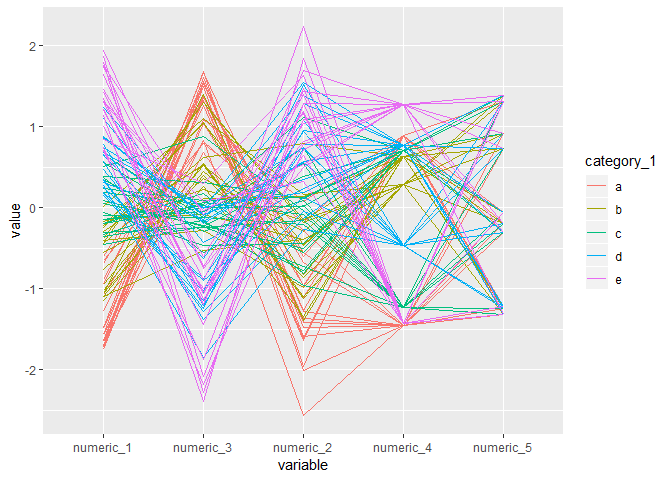 2
1
0
-1
-2
value
numeric_1 numeric_3 numeric_2 numeric_4 numeric_5
variable
category_1
a
b
c
d
e